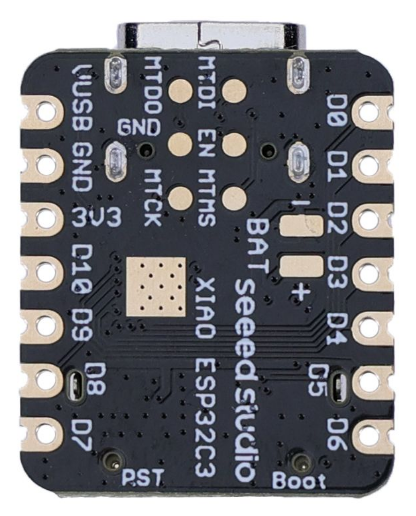 VUSB
GND
3V3
D10
D9
D8
D7
MTDO
MTDI
GND
EN
MTCK
MTMS
D0
D1
D2
D3
D4
D5
D6
-
BAT
+
XIAO ESP32C3
seeed studio
RST
Boot